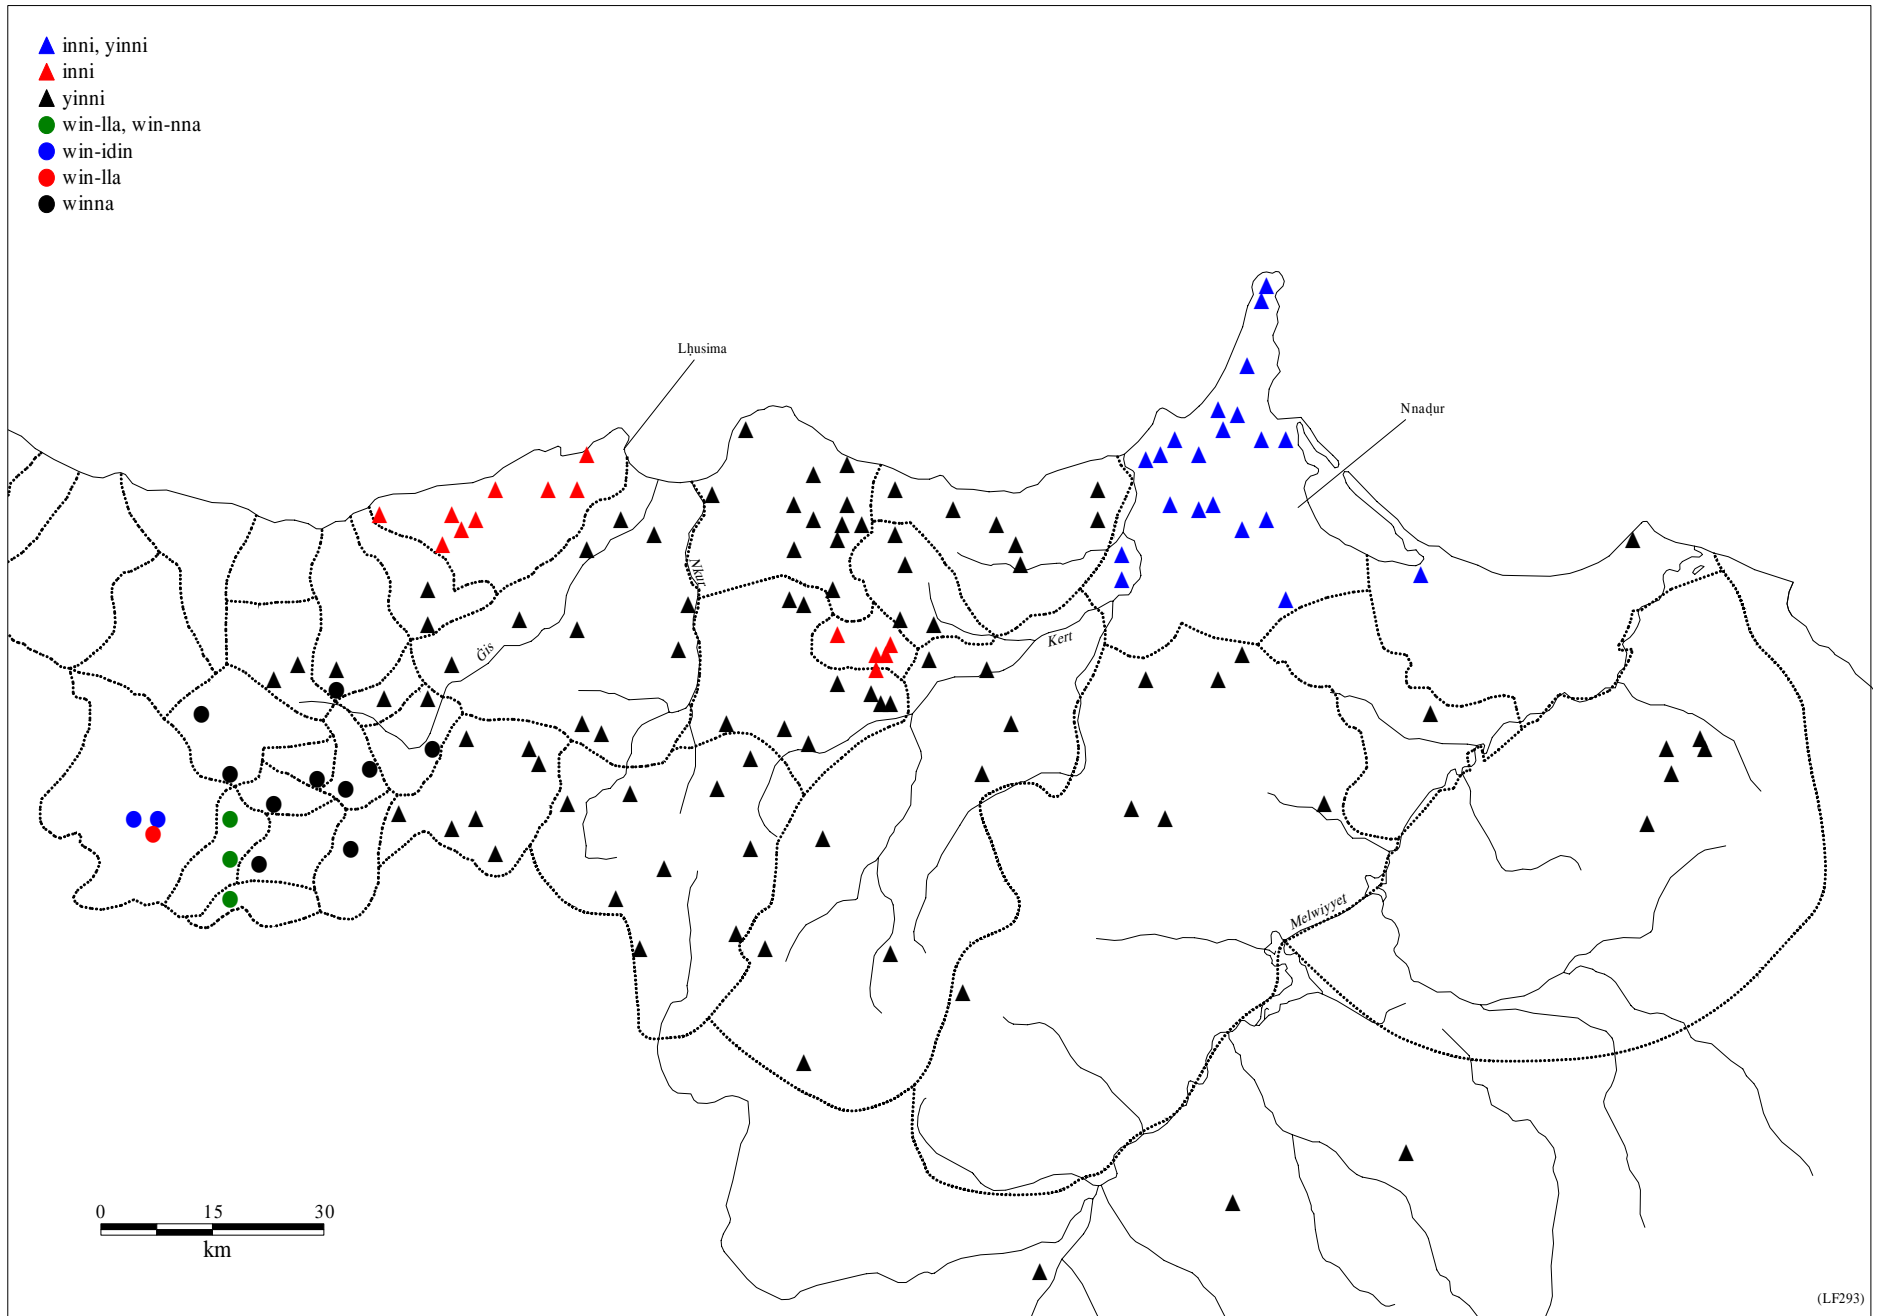 inni, yinni
inni
yinni
win-lla, win-nna
win-idin
win-lla
winna
Lḥusima
Nnaḍur
Nkur
Kert
Ġis
Melwiyyet
0 15 30
km
(LF293)